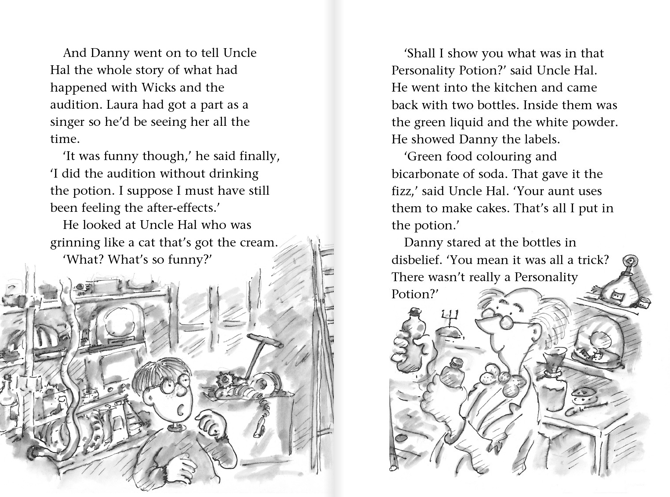 And Danny went on to tell Uncle
Hal the whole story of what had
happened with Wicks and the
audition. Laura had got a part as a
singer so he’d be seeing her all the
time.
‘It was funny though,’ he said finally,
‘I did the audition without drinking
the potion. I suppose I must have still
been feeling the after-effects.’
He looked at Uncle Hal who was
grinning like a cat that’s got the cream.
‘What? What’s so funny?’
‘Shall I show you what was in that
Personality Potion?’ said Uncle Hal.
He went into the kitchen and came
back with two bottles. Inside them was
the green liquid and the white powder.
He showed Danny the labels.
‘Green food colouring and
bicarbonate of soda. That gave it the
fizz,’ said Uncle Hal. ‘Your aunt uses
them to make cakes. That’s all I put in
the potion.’
Danny stared at the bottles in
disbelief. ‘You mean it was all a trick?
There wasn’t really a Personality
Potion?’